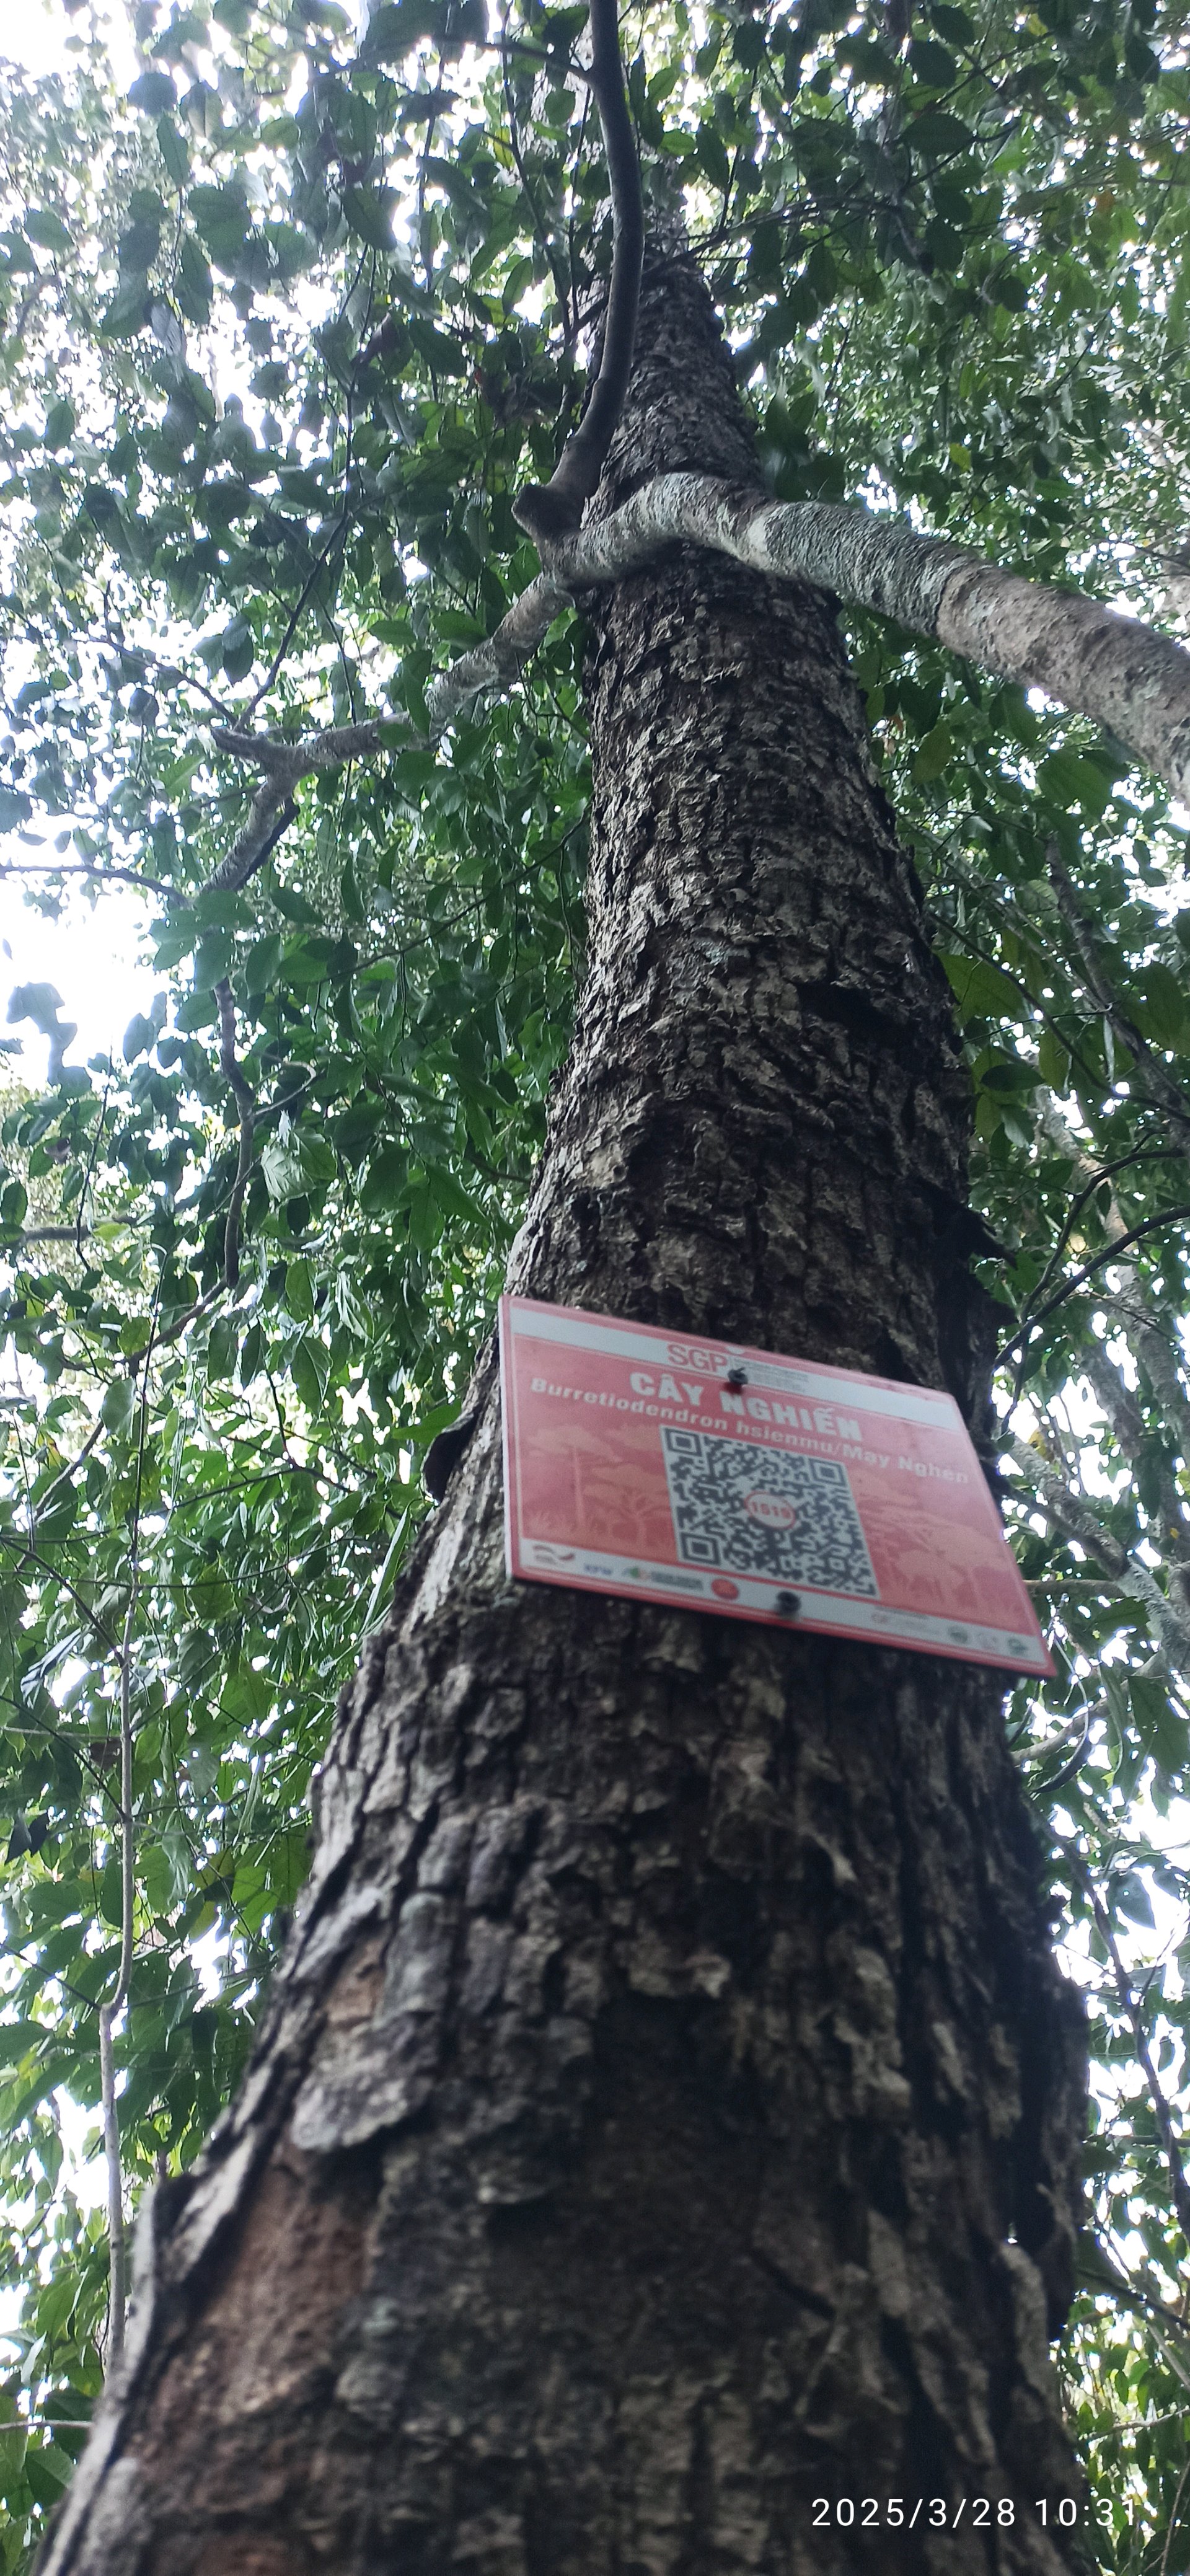 SGP
CÂY NGHIẾN
Burretiodendron hsienmu/May Nghến
1519
2025/3/28 10:31